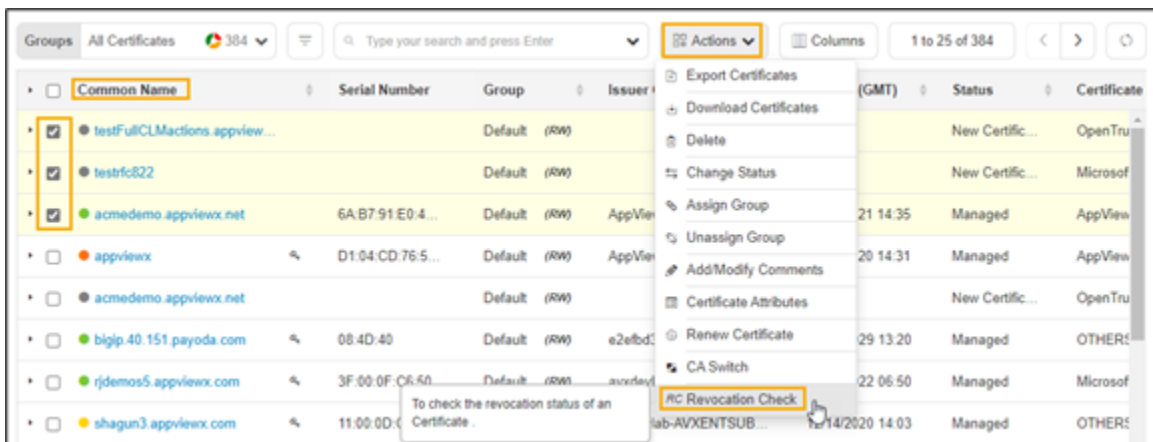 Groups All Certificates 384 Type your search and press Enter Actions Columns 1 to 25 of 384
Common Name Serial Number Group Issuer (GMT) Status Certificate
testFullCLMactions.appview... Default (RW) New Certific... OpenTru
testrfc822 Default (RW) New Certific... Microsof
acmedemo.appviewx.net 6A:B7:91:E0:4... Default (RW) AppVie 21 14:35 Managed AppView
appviewx D1:04:CD:76:5... Default (RW) AppVie 20 14:31 Managed AppView
acmedemo.appviewx.net Default (RW) New Certific... OpenTru
bigip.40.151.payoda.com 08:4D:40 Default (RW) e2efbd3 29 13:20 Managed OTHERS
rjdemos5.appviewx.com 3F:00:0F:C6:50 Default (RW) 22 06:50 Managed Microsof
shagun3.appviewx.com 11:00:0D: lab-AVXENTSUB... 12/14/2020 14:03 Managed OTHERS
Export Certificates
Download Certificates
Delete
Change Status
Assign Group
Unassign Group
Add/Modify Comments
Certificate Attributes
Renew Certificate
CA Switch
RC Revocation Check
To check the revocation status of an
Certificate .